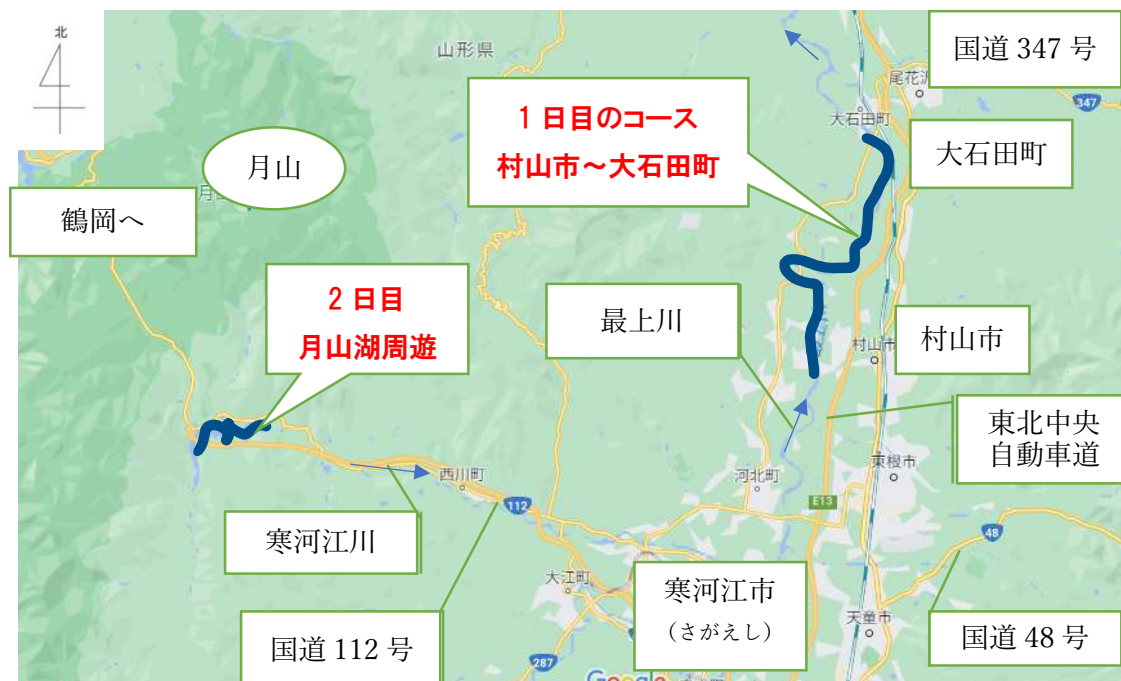 北
山形県
国道 347 号
尾花沢
347
1 日目のコース
村山市～大石田町
大石田町
大石田町
月山
鶴岡へ
2 日目
月山湖周遊
最上川
村山市
村山市
東北中央
自動車道
東根市
河北町
E13
西川町
112
48
寒河江川
大江町
寒河江市
（さがえし）
天童市
国道 112 号
287
国道 48 号
Google